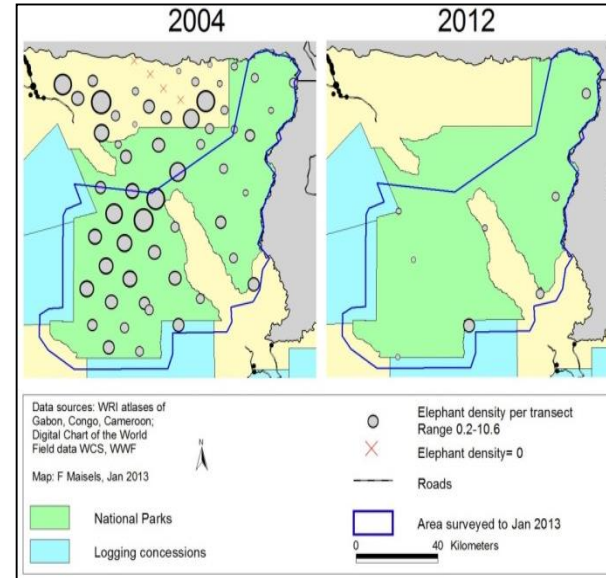 2004
2012
Data sources: WRI atlases of
Gabon, Congo, Cameroon;
Digital Chart of the World
Field data WCS, WWF
Map: F Maisels, Jan 2013
N
National Parks
Logging concessions
Elephant density per transect
Range 0.2-10.6
Elephant density= 0
Roads
Area surveyed to Jan 2013
0 40 Kilometers